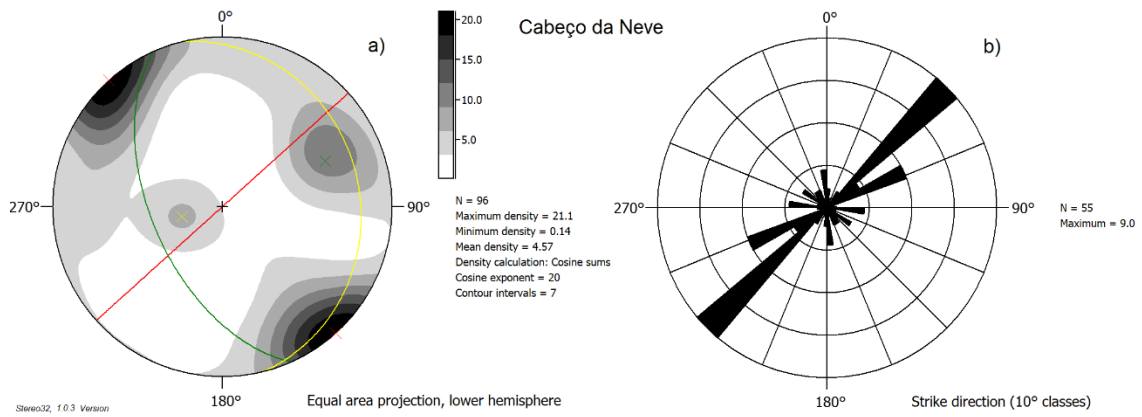 Cabeço da Neve
a)
0°
270°
90°
180°
20.0
15.0
10.0
5.0
N = 96
Maximum density = 21.1
Minimum density = 0.14
Mean density = 4.57
Density calculation: Cosine sums
Cosine exponent = 20
Contour intervals = 7
Equal area projection, lower hemisphere
Stereo32, 1.0.3 Version
b)
0°
270°
90°
180°
N = 55
Maximum = 9.0
Strike direction (10° classes)